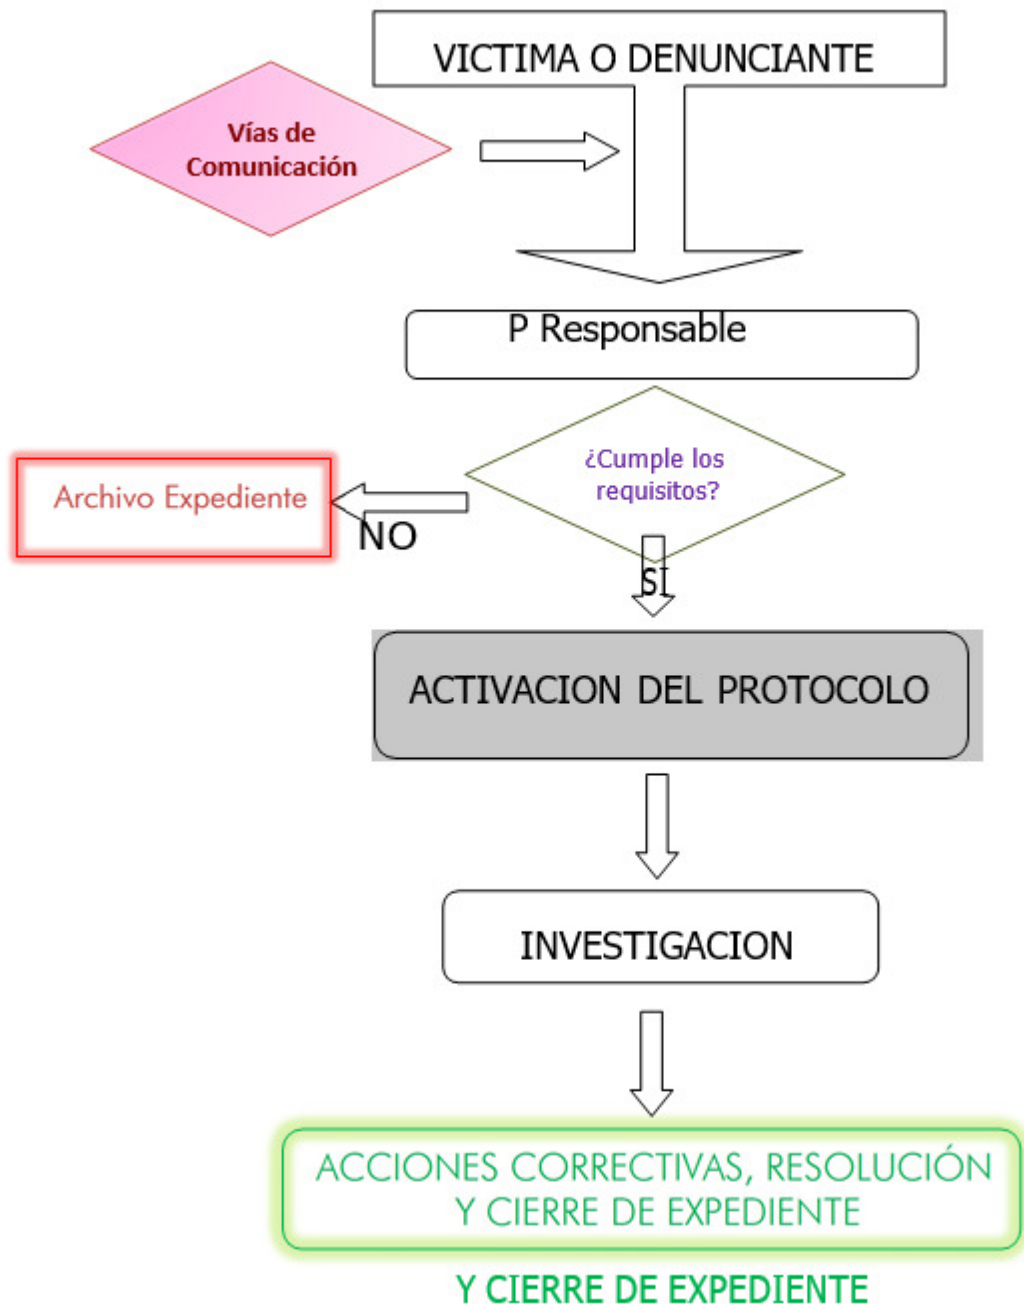 VICTIMA O DENUNCIANTE
Vías de
Comunicación
P Responsable
¿Cumple los
requisitos?
Archivo Expediente
NO
SI
ACTIVACION DEL PROTOCOLO
INVESTIGACION
ACCIONES CORRECTIVAS, RESOLUCIÓN
Y CIERRE DE EXPEDIENTE
Y CIERRE DE EXPEDIENTE